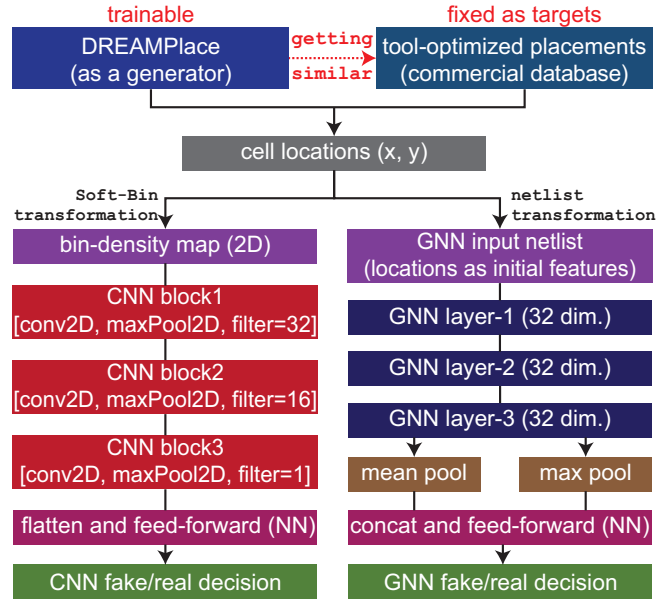 trainable
fixed as targets
DREAMPlace
(as a generator)
getting
similar
tool-optimized placements
(commercial database)
cell locations (x, y)
Soft-Bin
transformation
netlist
transformation
bin-density map (2D)
GNN input netlist
(locations as initial features)
CNN block1
[conv2D, maxPool2D, filter=32]
CNN block2
[conv2D, maxPool2D, filter=16]
CNN block3
[conv2D, maxPool2D, filter=1]
GNN layer-1 (32 dim.)
GNN layer-2 (32 dim.)
GNN layer-3 (32 dim.)
mean pool
max pool
flatten and feed-forward (NN)
concat and feed-forward (NN)
CNN fake/real decision
GNN fake/real decision